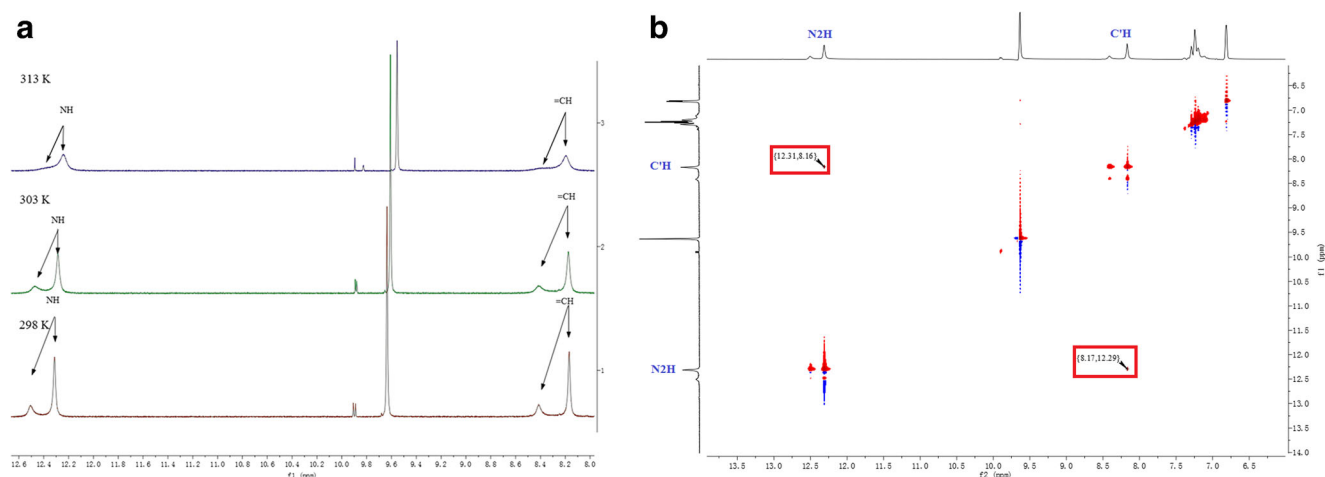 a
313 K
NH
=CH
3
303 K
NH
=CH
2
298 K
NH
=CH
1
12.6 12.4 12.2 12.0 11.8 11.6 11.4 11.2 11.0 10.8 10.6 10.4 10.2 10.0 9.8 9.6 9.4 9.2 9.0 8.8 8.6 8.4 8.2 8.0
f1 (ppm)
b
N2H
C'H
C'H
N2H
(12.31,8.16)
(8.17,12.29)
6.5
7.0
7.5
8.0
8.5
9.0
9.5
10.0
10.5
11.0
11.5
12.0
12.5
13.0
13.5
14.0
f1 (ppm)
13.5 13.0 12.5 12.0 11.5 11.0 10.5 10.0 9.5 9.0 8.5 8.0 7.5 7.0 6.5
f2 (ppm)